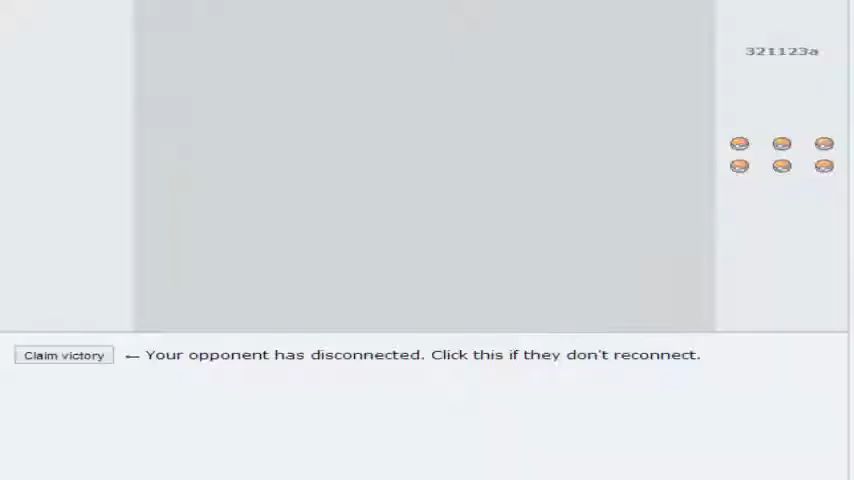 321123a
Claim victory ← Your opponent has disconnected. Click this if they don't reconnect.